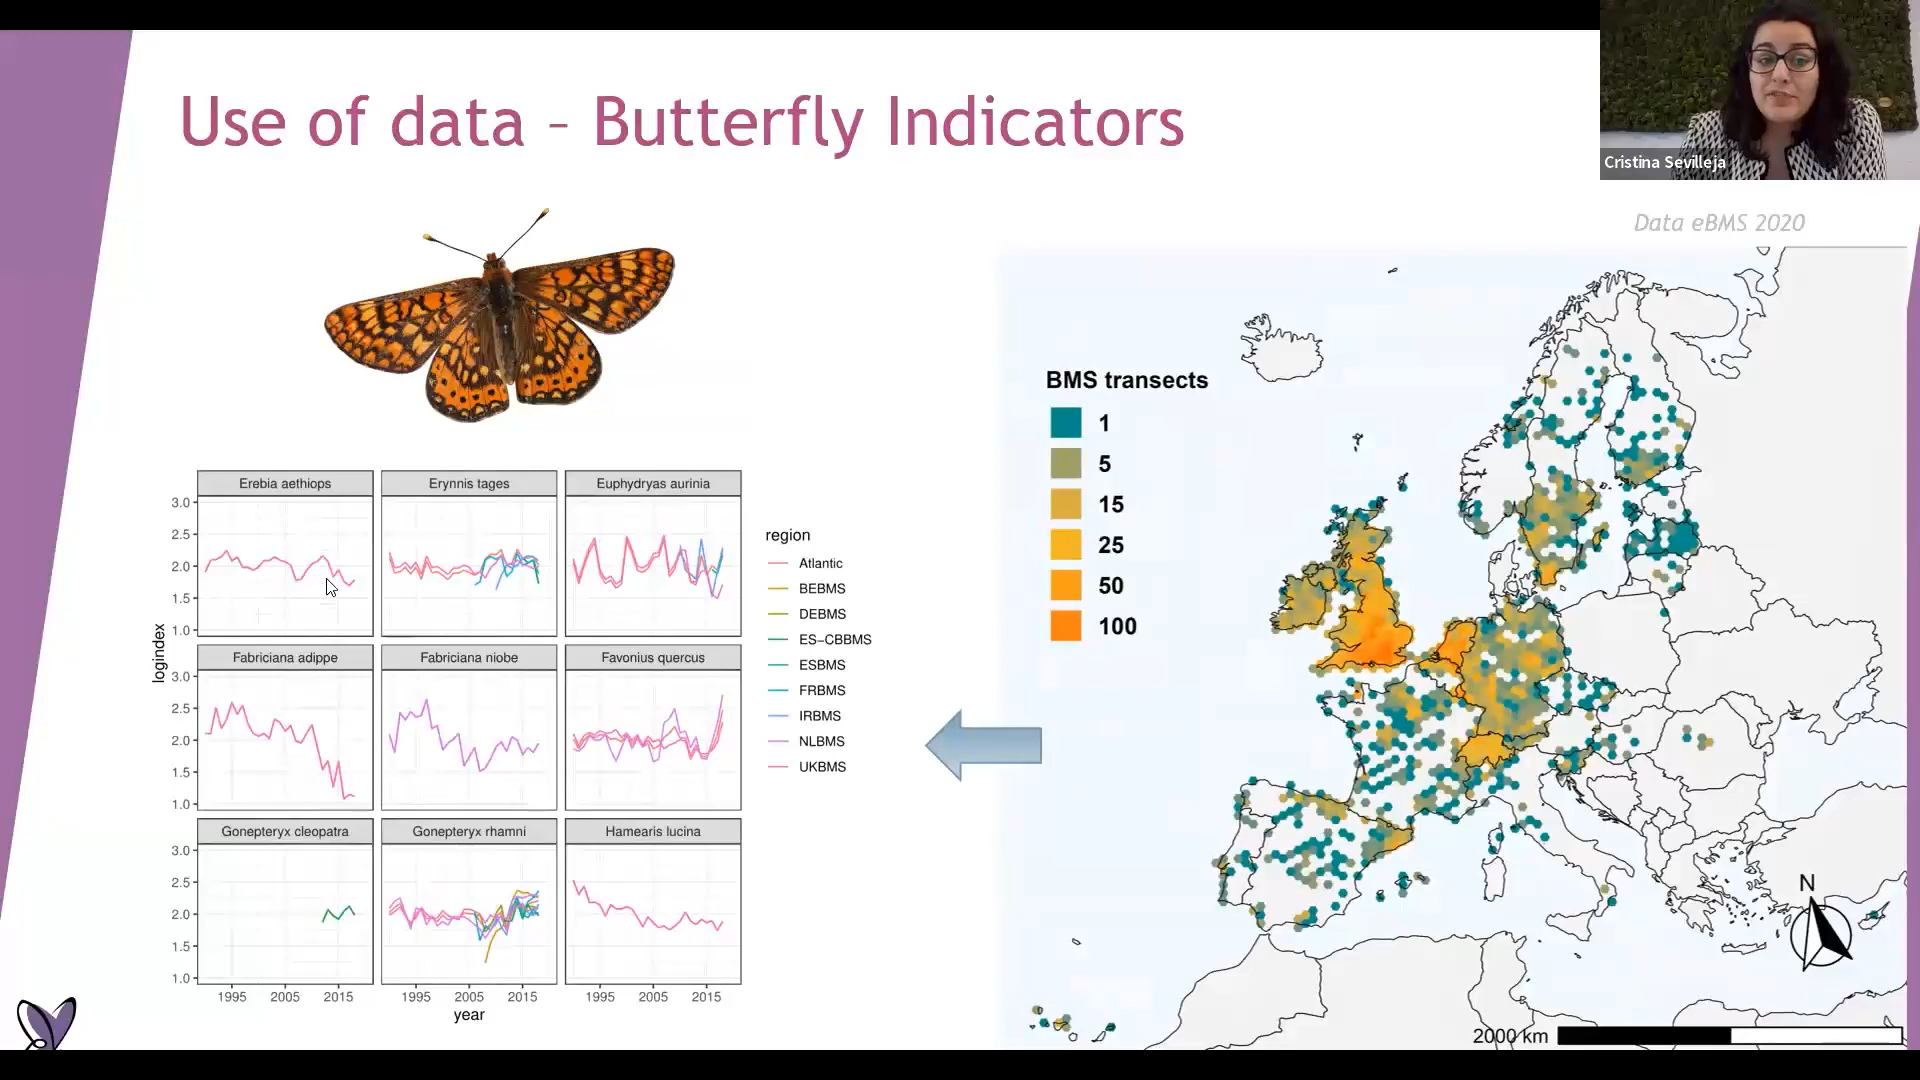 Use of data – Butterfly Indicators
Cristina Sevilleja
Data eBMS 2020
BMS transects
1
5
15
25
50
100
N
2000 km
Erebia aethiops
Erynnis tages
Euphydryas aurinia
Fabriciana adippe
Fabriciana niobe
Favonius quercus
Gonepteryx cleopatra
Gonepteryx rhamni
Hamearis lucina
3.0
2.5
2.0
1.5
1.0
3.0
2.5
2.0
1.5
1.0
3.0
2.5
2.0
1.5
1.0
logindex
1995 2005 2015
1995 2005 2015
1995 2005 2015
year
region
Atlantic
BEBMS
DEBMS
ES−CBBMS
ESBMS
FRBMS
IRBMS
NLBMS
UKBMS